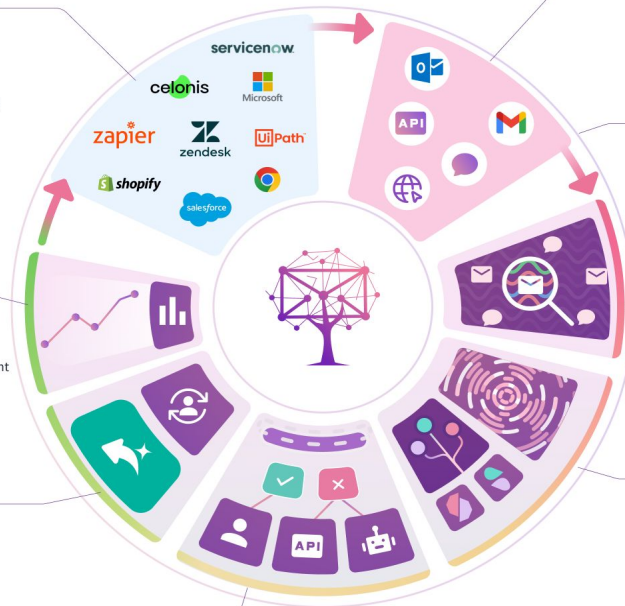 servicenow
celonis
Microsoft
zapier
zendesk
UiPath
shopify
salesforce
API
API
nt